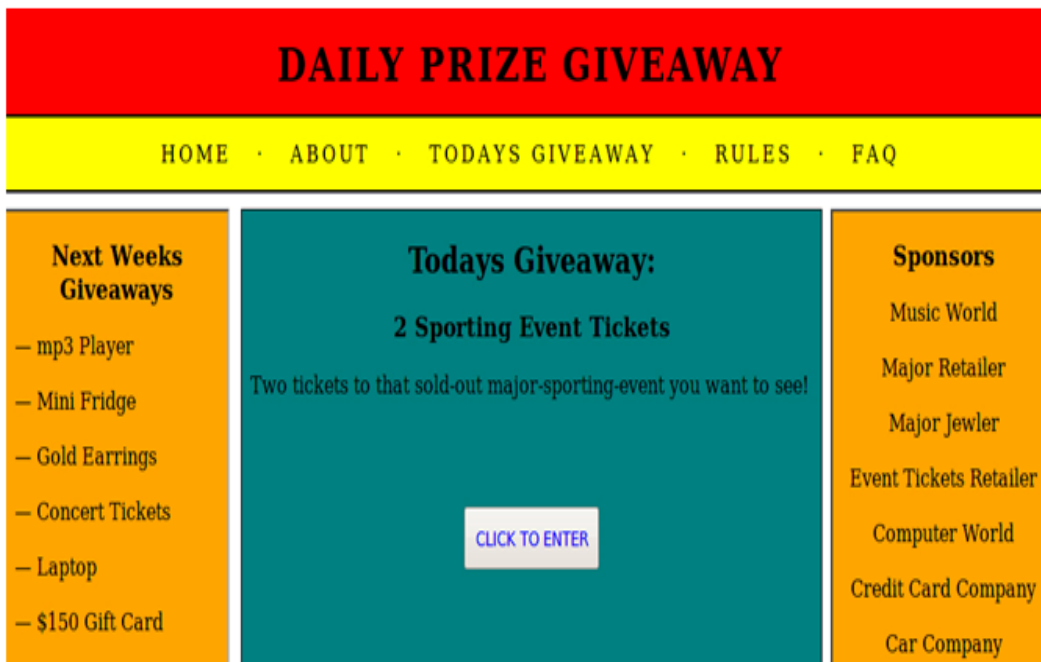 DAILY PRIZE GIVEAWAY
HOME · ABOUT · TODAYS GIVEAWAY · RULES · FAQ
Next Weeks
Giveaways
— mp3 Player
— Mini Fridge
— Gold Earrings
— Concert Tickets
— Laptop
— $150 Gift Card
Todays Giveaway:
2 Sporting Event Tickets
Two tickets to that sold-out major-sporting-event you want to see!
CLICK TO ENTER
Sponsors
Music World
Major Retailer
Major Jewler
Event Tickets Retailer
Computer World
Credit Card Company
Car Company